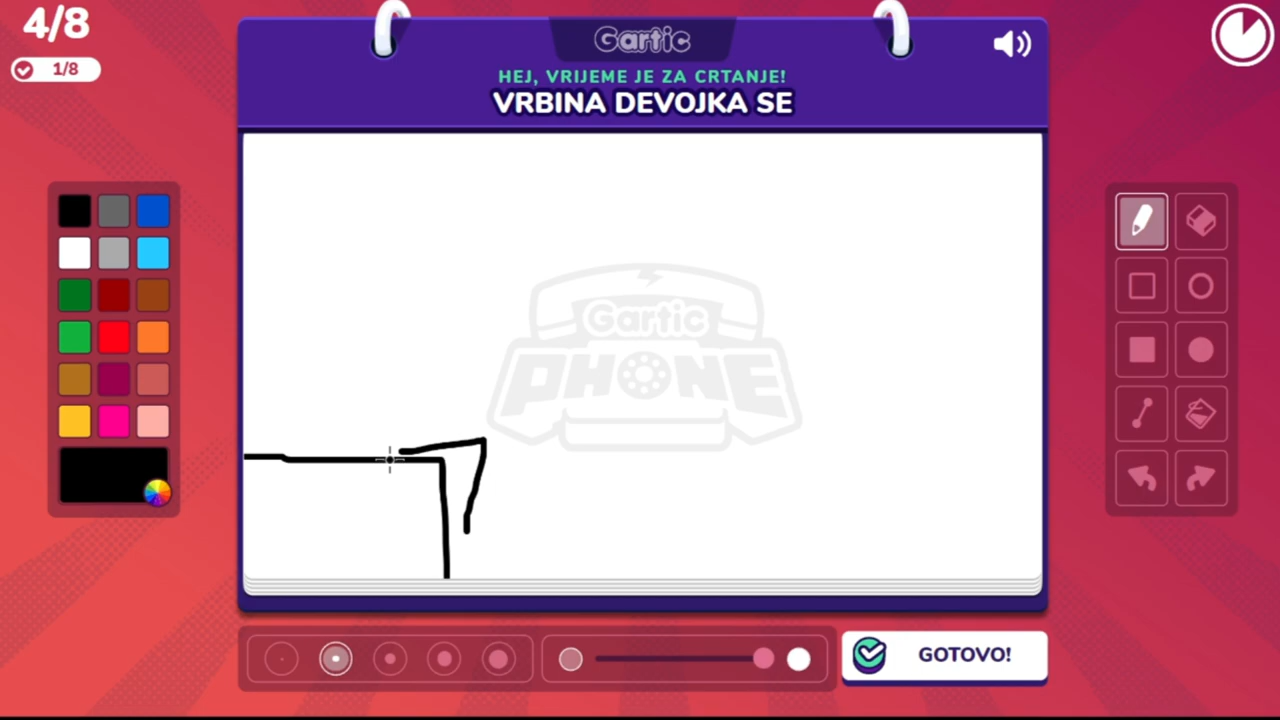 4/8
1/8
Gartic
HEJ, VRIJEME JE ZA CRTANJE!
VRBINA DEVOJKA SE
Gartic
PHONE
GOTOVO!